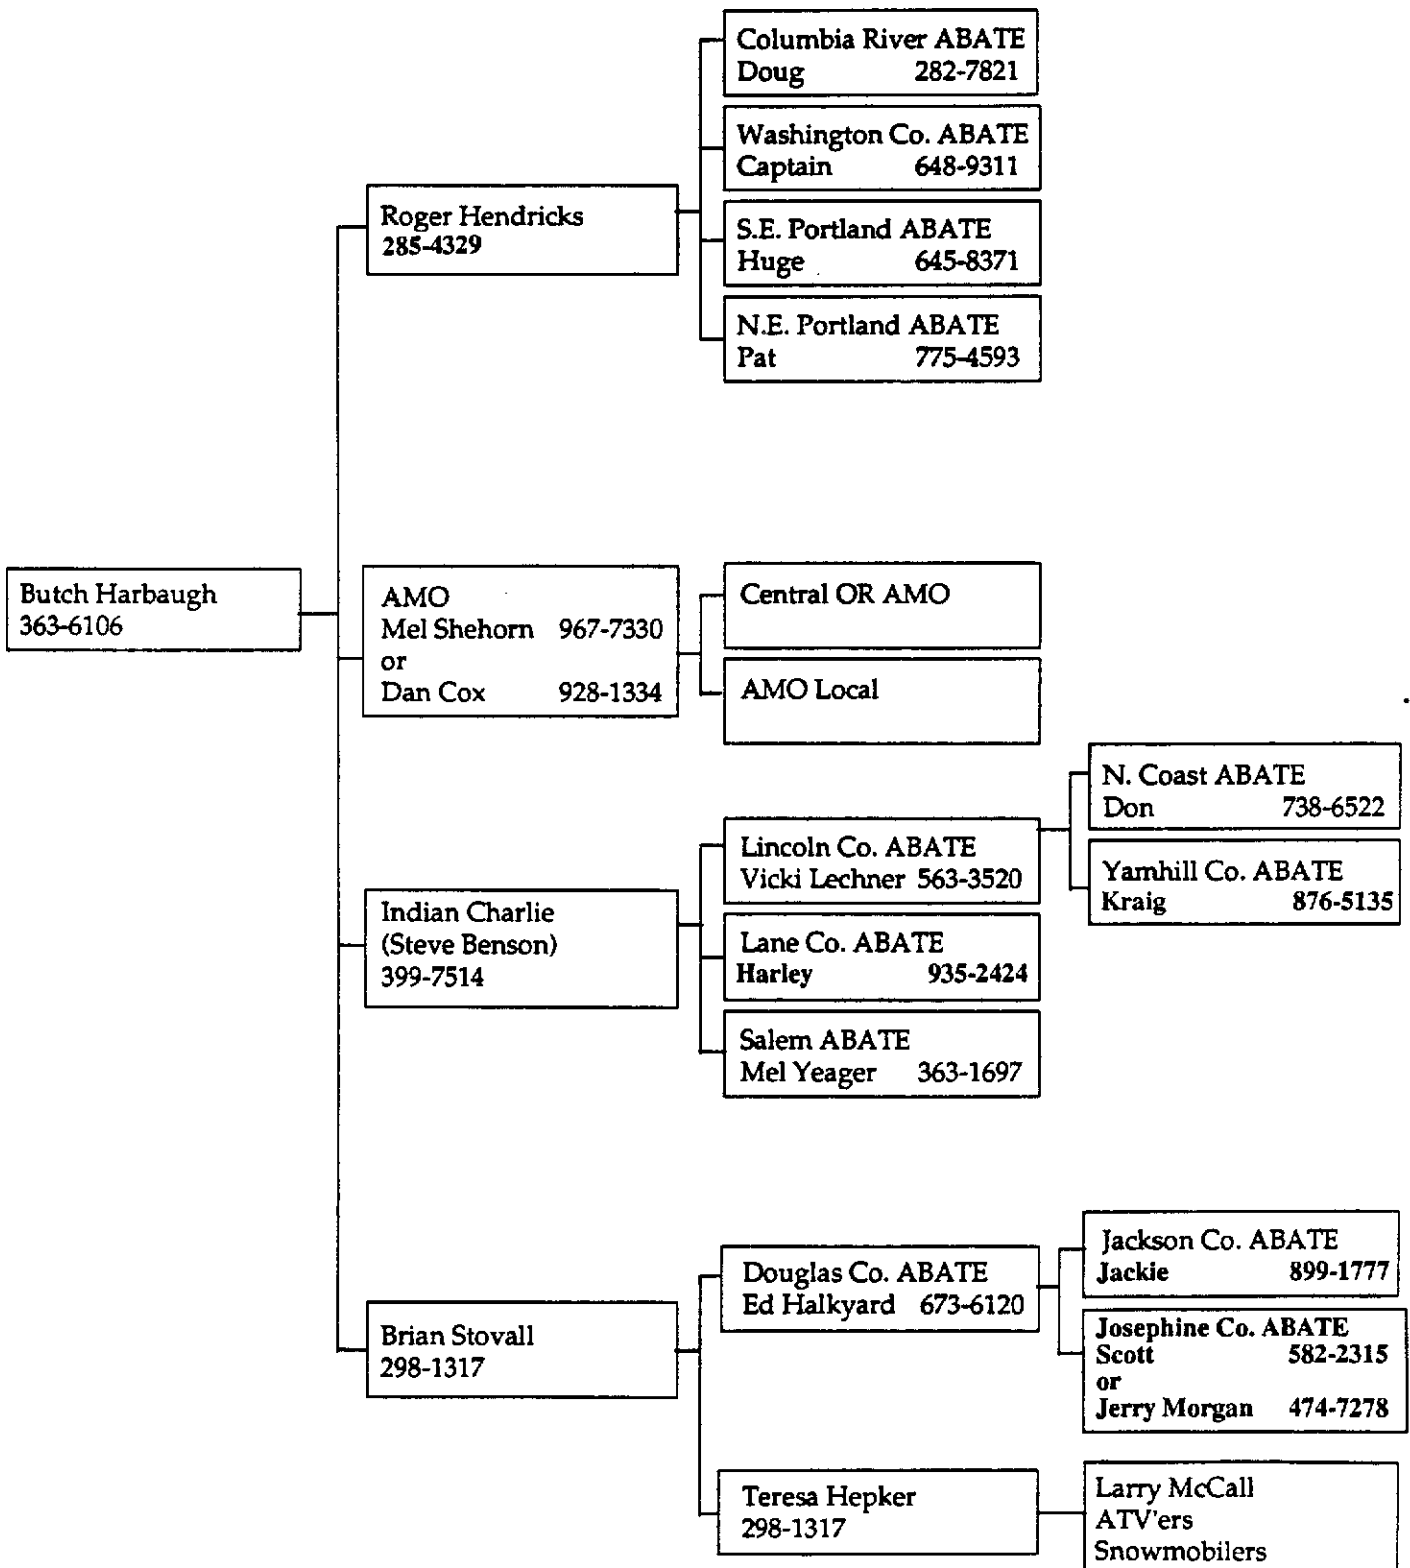 Butch Harbaugh
363-6106
Roger Hendricks
285-4329
Columbia River ABATE
Doug 282-7821
Washington Co. ABATE
Captain 648-9311
S.E. Portland ABATE
Huge 645-8371
N.E. Portland ABATE
Pat 775-4593
AMO
Mel Shehorn 967-7330
or
Dan Cox 928-1334
Central OR AMO
AMO Local
Indian Charlie
(Steve Benson)
399-7514
Lincoln Co. ABATE
Vicki Lechner 563-3520
N. Coast ABATE
Don 738-6522
Yamhill Co. ABATE
Kraig 876-5135
Lane Co. ABATE
Harley 935-2424
Salem ABATE
Mel Yeager 363-1697
Brian Stovall
298-1317
Douglas Co. ABATE
Ed Halkyard 673-6120
Jackson Co. ABATE
Jackie 899-1777
Josephine Co. ABATE
Scott 582-2315
or
Jerry Morgan 474-7278
Teresa Hepker
298-1317
Larry McCall
ATV'ers
Snowmobilers